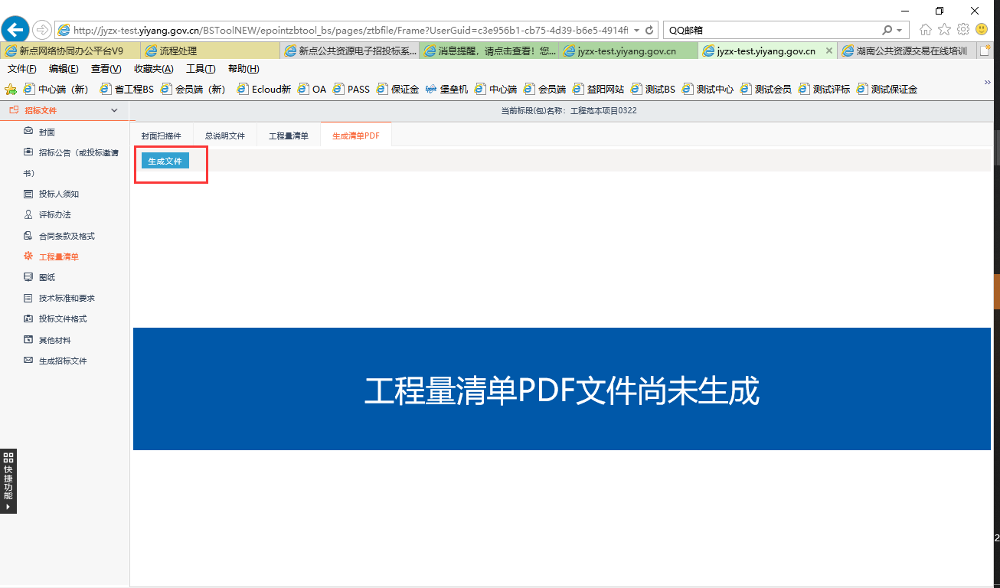 http://jyzx-test.yiyang.gov.cn/BSToolNEW/epointzbtool_bs/pages/ztbfile/Frame?UserGuid=c3e956b1-cb75-4d39-b6e5-4914f
QQ邮箱
新点网络协同办公平台V9
流程处理
新点公共资源电子招投标系...
消息提醒，请点击查看！您...
jyzx-test.yiyang.gov.cn
jyzx-test.yiyang.gov.cn
湖南公共资源交易在线培训
文件(F) 编辑(E) 查看(V) 收藏夹(A) 工具(T) 帮助(H)
中心端（新） 省工程BS 会员端（新） Ecloud新 OA PASS 保证金 堡垒机 中心端 会员端 益阳网站 测试BS 测试中心 测试会员 测试评标 测试保证金
招标文件
当前标段(包)名称：工程范本项目0322
封面
招标公告（或投标邀请
书）
投标人须知
评标办法
合同条款及格式
工程量清单
图纸
技术标准和要求
投标文件格式
其他材料
生成招标文件
封面扫描件 总说明文件 工程量清单 生成清单PDF
生成文件
工程量清单PDF文件尚未生成
快捷功能
2